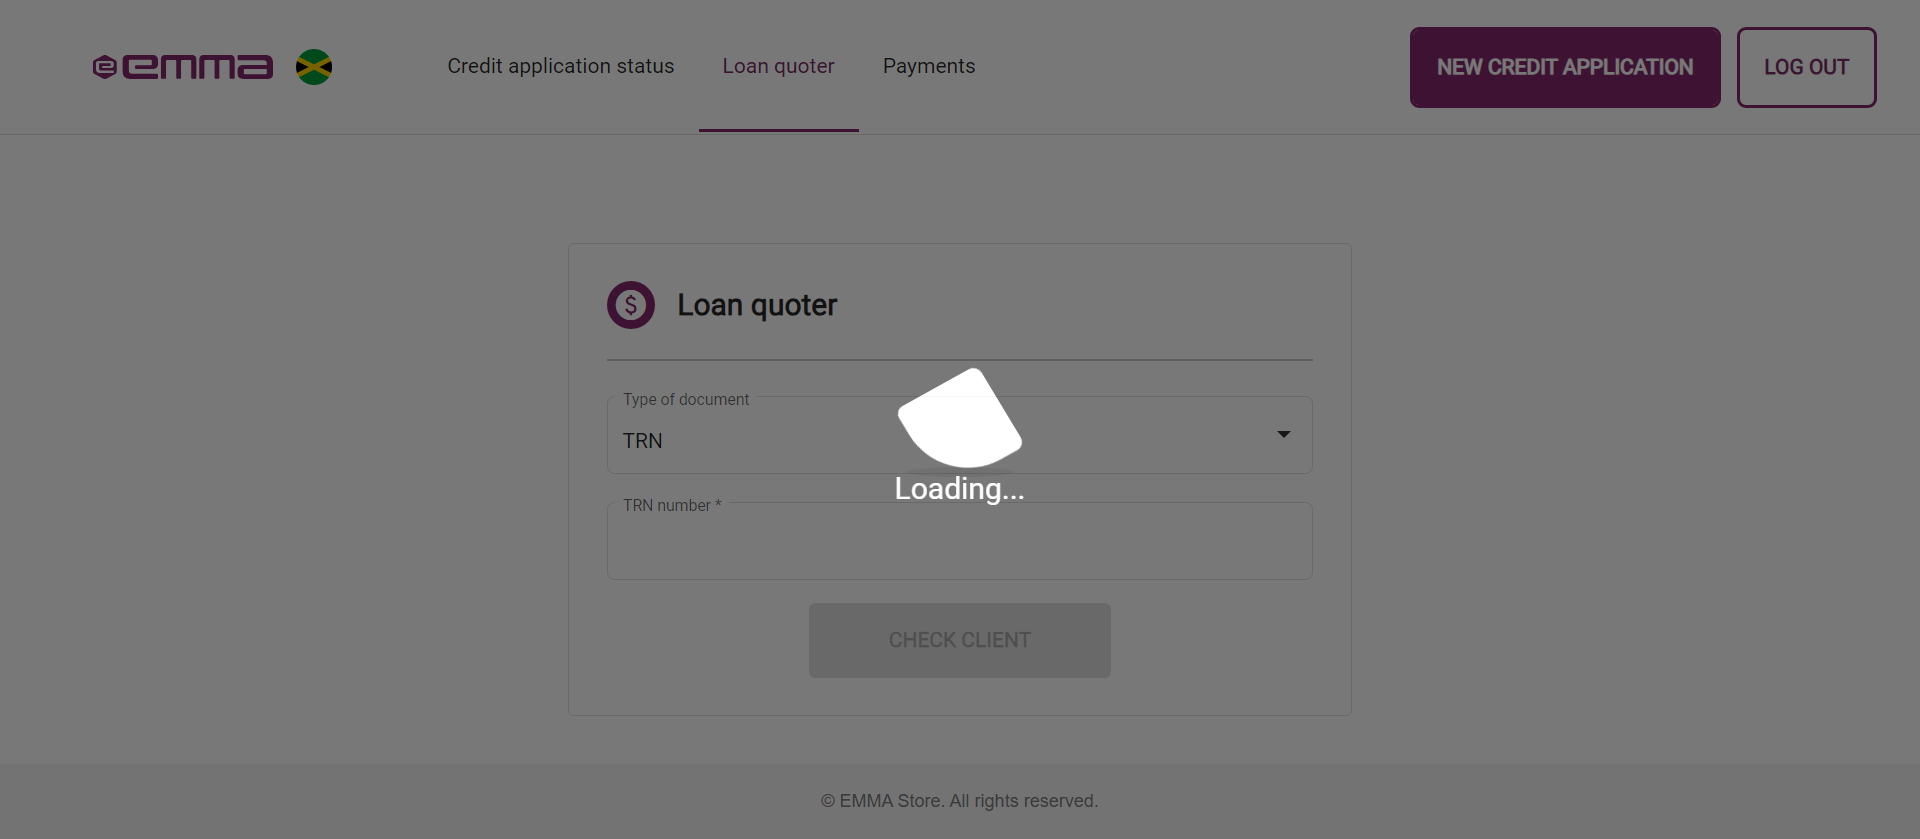 emma
Credit application status
Loan quoter
Payments
NEW CREDIT APPLICATION
LOG OUT
$ Loan quoter
Type of document
TRN
Loading...
TRN number *
CHECK CLIENT
© EMMA Store. All rights reserved.